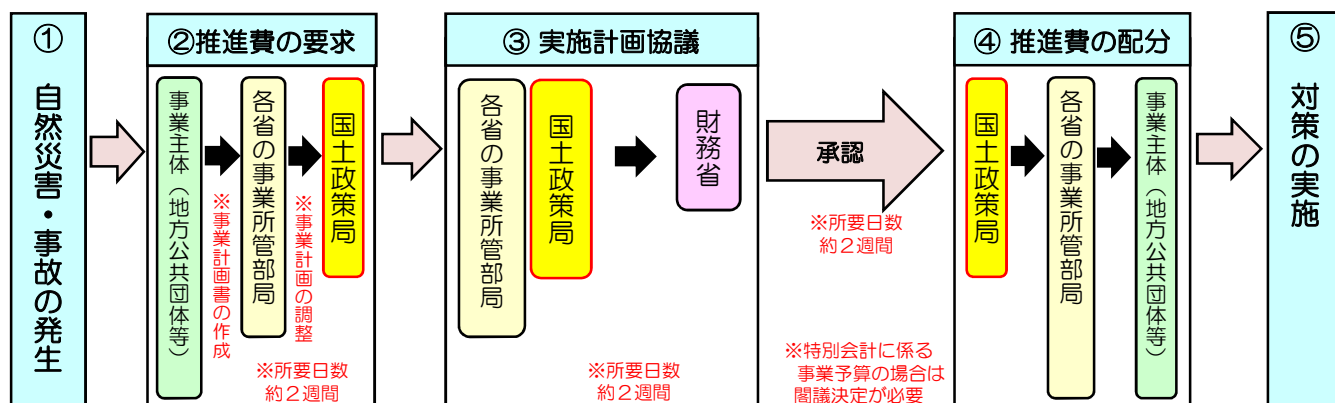 ①
自然災害・事故の発生
②推進費の要求
事業主体（地方公共団体等）
※事業計画書の作成
各省の事業所管部局
※事業計画の調整
国土政策局
※所要日数
約２週間
③ 実施計画協議
各省の事業所管部局
国土政策局
財務省
※所要日数
約２週間
承認
※所要日数
約２週間
※特別会計に係る
事業予算の場合は
閣議決定が必要
④ 推進費の配分
国土政策局
各省の事業所管部局
事業主体（地方公共団体等）
⑤
対策の実施